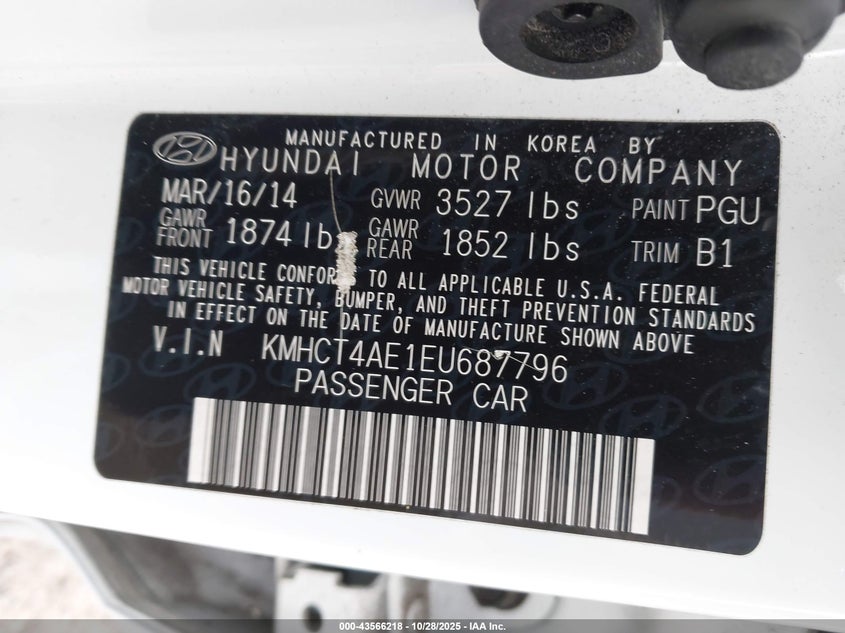 MANUFACTURED IN KOREA BY
HYUNDAI MOTOR COMPANY
MAR/16/14 GVWR 3527 lbs PAINT PGU
GAWR FRONT 1874 lbs GAWR REAR 1852 lbs TRIM B1
THIS VEHICLE CONFORMS TO ALL APPLICABLE U.S.A. FEDERAL
MOTOR VEHICLE SAFETY, BUMPER, AND THEFT PREVENTION STANDARDS
IN EFFECT ON THE DATE OF MANUFACTURE SHOWN ABOVE
V.I.N KMHCT4AE1EU687796
PASSENGER CAR
000-43566218 - 10/28/2025 - IAA Inc.